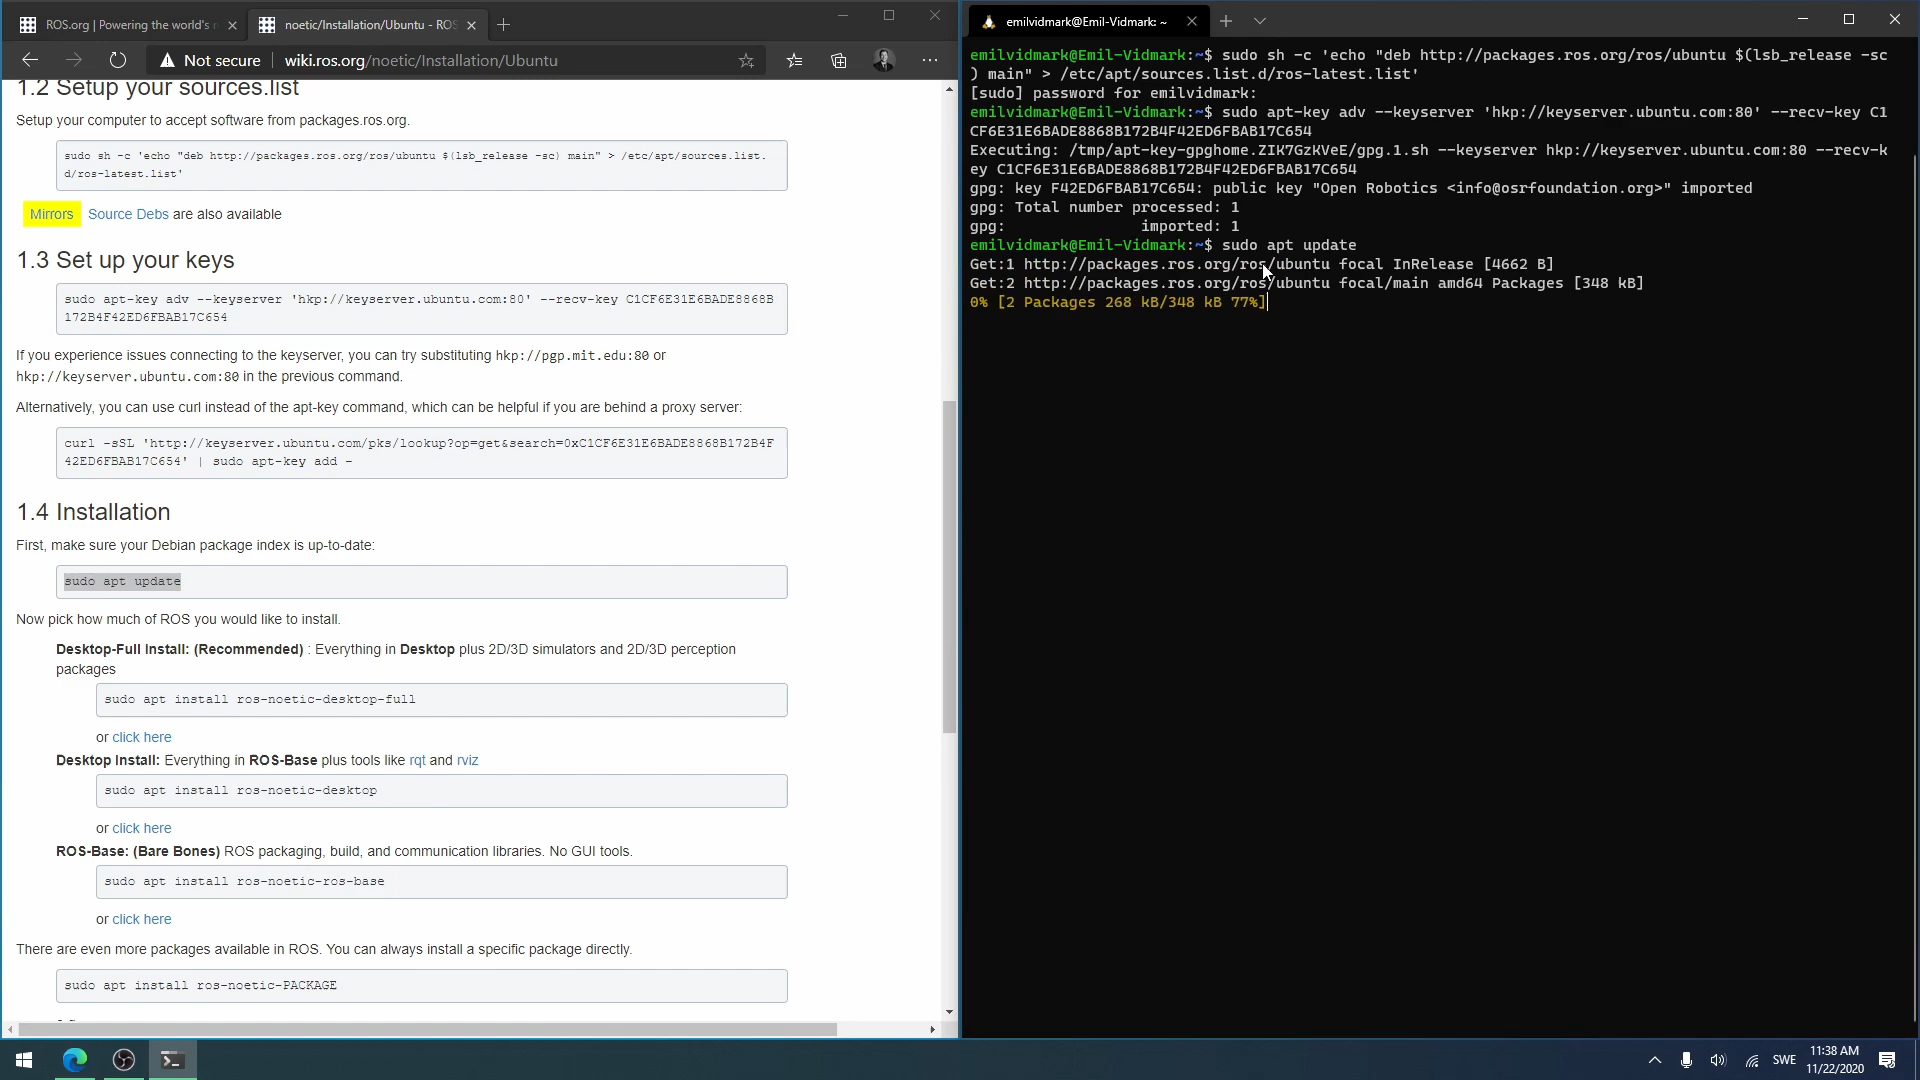 ROS.org | Powering the world's r
noetic/Installation/Ubuntu - ROS
Not secure
wiki.ros.org/noetic/Installation/Ubuntu
1.2 Setup your sources.list
Setup your computer to accept software from packages.ros.org.
sudo sh -c 'echo "deb http://packages.ros.org/ros/ubuntu $(lsb_release -sc) main" > /etc/apt/sources.list.
d/ros-latest.list'
Mirrors Source Debs are also available
1.3 Set up your keys
sudo apt-key adv --keyserver 'hkp://keyserver.ubuntu.com:80' --recv-key C1CF6E31E6BADE8868B
172B4F42ED6FBAB17C654
If you experience issues connecting to the keyserver, you can try substituting hkp://pgp.mit.edu:80 or
hkp://keyserver.ubuntu.com:80 in the previous command.
Alternatively, you can use curl instead of the apt-key command, which can be helpful if you are behind a proxy server:
curl -sSL 'http://keyserver.ubuntu.com/pks/lookup?op=get&search=0xC1CF6E31E6BADE8868B172B4F
42ED6FBAB17C654' | sudo apt-key add -
1.4 Installation
First, make sure your Debian package index is up-to-date:
sudo apt update
Now pick how much of ROS you would like to install.
Desktop-Full Install: (Recommended) : Everything in Desktop plus 2D/3D simulators and 2D/3D perception
packages
sudo apt install ros-noetic-desktop-full
or click here
Desktop Install: Everything in ROS-Base plus tools like rqt and rviz
sudo apt install ros-noetic-desktop
or click here
ROS-Base: (Bare Bones) ROS packaging, build, and communication libraries. No GUI tools.
sudo apt install ros-noetic-ros-base
or click here
There are even more packages available in ROS. You can always install a specific package directly.
sudo apt install ros-noetic-PACKAGE
emilvidmark@Emil-Vidmark: ~
emilvidmark@Emil-Vidmark:~$ sudo sh -c 'echo "deb http://packages.ros.org/ros/ubuntu $(lsb_release -sc
) main" > /etc/apt/sources.list.d/ros-latest.list'
[sudo] password for emilvidmark:
emilvidmark@Emil-Vidmark:~$ sudo apt-key adv --keyserver 'hkp://keyserver.ubuntu.com:80' --recv-key C1
CF6E31E6BADE8868B172B4F42ED6FBAB17C654
Executing: /tmp/apt-key-gpghome.ZIK7GzKVeE/gpg.1.sh --keyserver hkp://keyserver.ubuntu.com:80 --recv-k
ey C1CF6E31E6BADE8868B172B4F42ED6FBAB17C654
gpg: key F42ED6FBAB17C654: public key "Open Robotics <info@osrfoundation.org>" imported
gpg: Total number processed: 1
gpg: imported: 1
emilvidmark@Emil-Vidmark:~$ sudo apt update
Get:1 http://packages.ros.org/ros/ubuntu focal InRelease [4662 B]
Get:2 http://packages.ros.org/ros/ubuntu focal/main amd64 Packages [348 kB]
0% [2 Packages 268 kB/348 kB 77%]
SWE
11:38 AM
11/22/2020